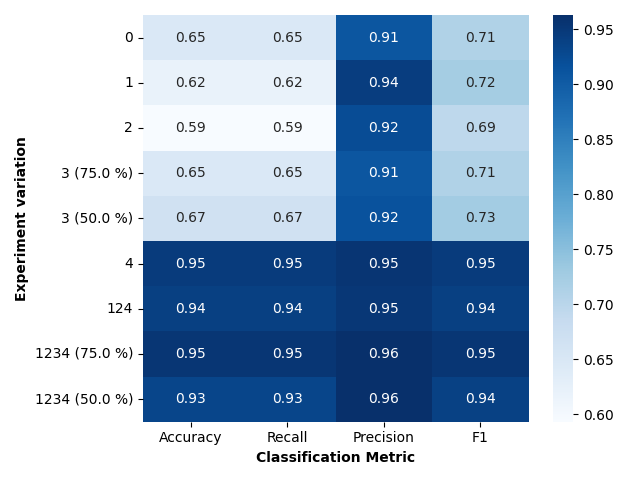 0 0.65 0.65 0.91 0.71
1 0.62 0.62 0.94 0.72
2 0.59 0.59 0.92 0.69
3 (75.0 %) 0.65 0.65 0.91 0.71
3 (50.0 %) 0.67 0.67 0.92 0.73
4 0.95 0.95 0.95 0.95
124 0.94 0.94 0.95 0.94
1234 (75.0 %) 0.95 0.95 0.96 0.95
1234 (50.0 %) 0.93 0.93 0.96 0.94
Accuracy Recall Precision F1
Classification Metric
Experiment variation
0.95
0.90
0.85
0.80
0.75
0.70
0.65
0.60